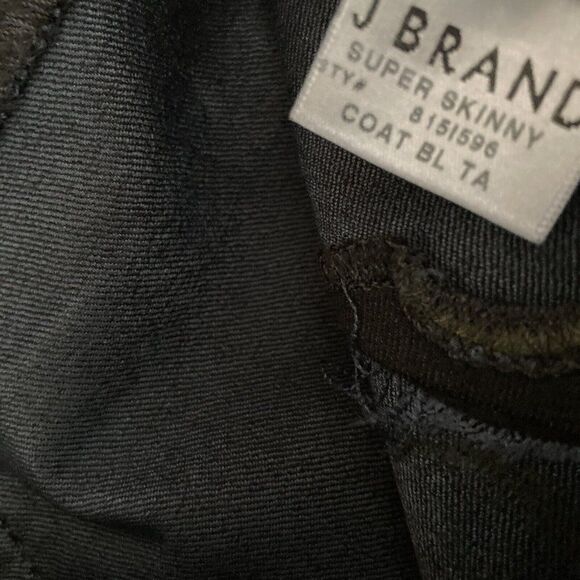 J BRAND
SUPER SKINNY
STY# 8151596
COAT BL TA